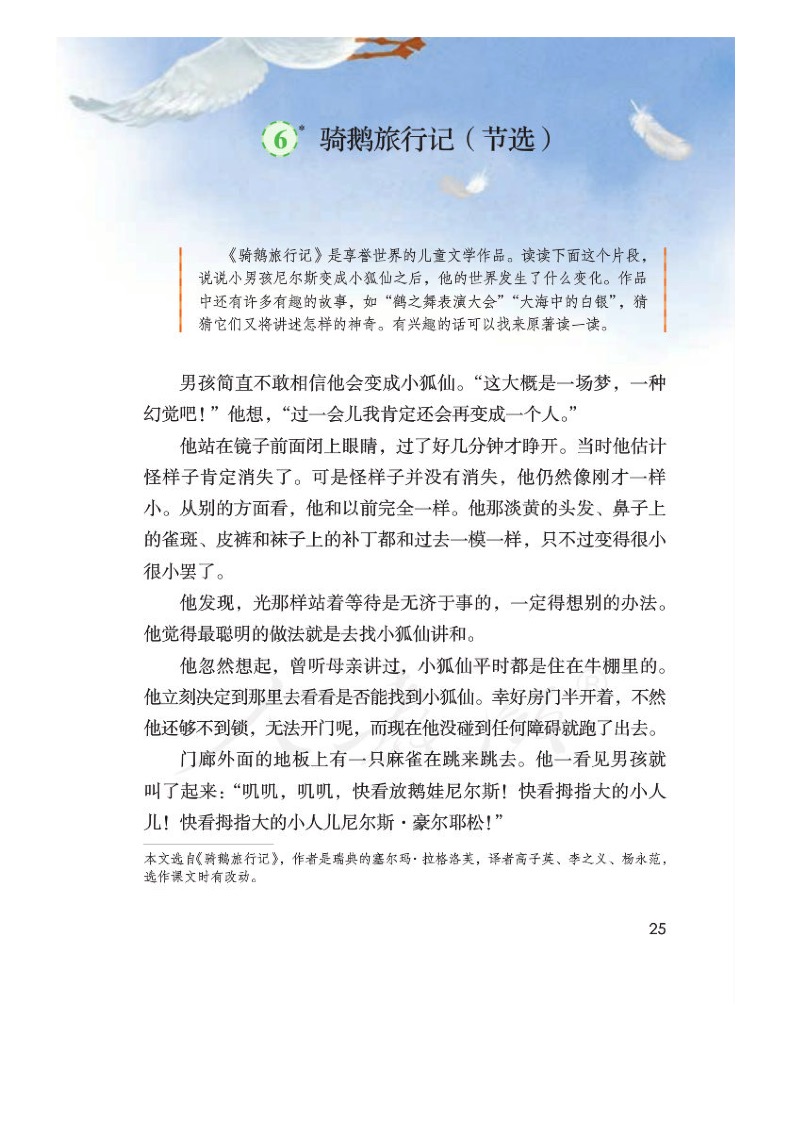 6* 骑鹅旅行记（节选）
《骑鹅旅行记》是享誉世界的儿童文学作品。读读下面这个片段，
说说小男孩尼尔斯变成小狐仙之后，他的世界发生了什么变化。作品
中还有许多有趣的故事，如“鹤之舞表演大会”“大海中的白银”，猜
猜它们又将讲述怎样的神奇。有兴趣的话可以找来原著读一读。
男孩简直不敢相信他会变成小狐仙。“这大概是一场梦，一种
幻觉吧！”他想，“过一会儿我肯定还会再变成一个人。”
他站在镜子前面闭上眼睛，过了好几分钟才睁开。当时他估计
怪样子肯定消失了。可是怪样子并没有消失，他仍然像刚才一样
小。从别的方面看，他和以前完全一样。他那淡黄的头发、鼻子上
的雀斑、皮裤和袜子上的补丁都和过去一模一样，只不过变得很小
很小罢了。
他发现，光那样站着等待是无济于事的，一定得想别的办法。
他觉得最聪明的做法就是去找小狐仙讲和。
他忽然想起，曾听母亲讲过，小狐仙平时都是住在牛棚里的。
他立刻决定到那里去看看是否能找到小狐仙。幸好房门半开着，不然
他还够不到锁，无法开门呢，而现在他没碰到任何障碍就跑了出去。
门廊外面的地板上有一只麻雀在跳来跳去。他一看见男孩就
叫了起来：“叽叽，叽叽，快看放鹅娃尼尔斯！快看拇指大的小人
儿！快看拇指大的小人儿尼尔斯·豪尔耶松！”
本文选自《骑鹅旅行记》，作者是瑞典的塞尔玛·拉格洛芙，译者高子英、李之义、杨永范，
选作课文时有改动。
25